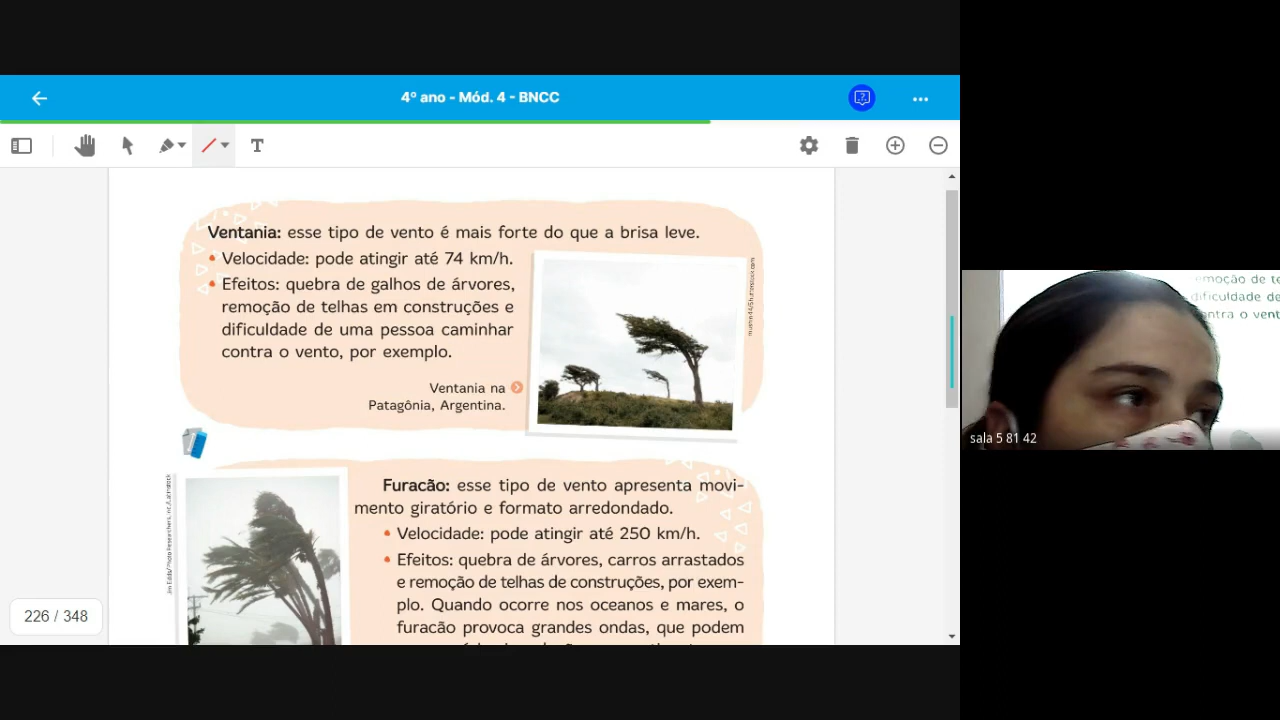 4º ano - Mód. 4 - BNCC
T
Ventania: esse tipo de vento é mais forte do que a brisa leve.
• Velocidade: pode atingir até 74 km/h.
• Efeitos: quebra de galhos de árvores,
remoção de telhas em construções e
dificuldade de uma pessoa caminhar
contra o vento, por exemplo.
Ventania na
Patagônia, Argentina.
Furacão: esse tipo de vento apresenta movi-
mento giratório e formato arredondado.
• Velocidade: pode atingir até 250 km/h.
• Efeitos: quebra de árvores, carros arrastados
e remoção de telhas de construções, por exem-
plo. Quando ocorre nos oceanos e mares, o
furacão provoca grandes ondas, que podem
226 / 348
emoção de te
dificuldade de
ontra o vent
sala 5 81 42